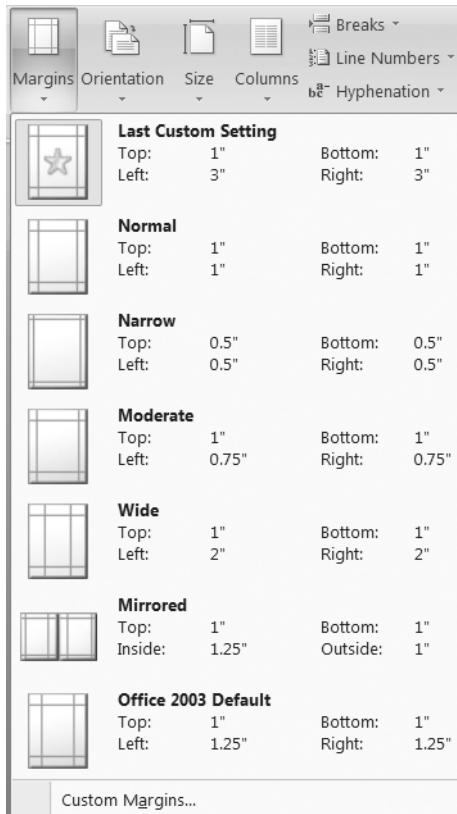 Breaks
Line Numbers
Margins Orientation Size Columns
bc a- Hyphenation
Last Custom Setting
Top: 1" Bottom: 1"
Left: 3" Right: 3"
Normal
Top: 1" Bottom: 1"
Left: 1" Right: 1"
Narrow
Top: 0.5" Bottom: 0.5"
Left: 0.5" Right: 0.5"
Moderate
Top: 1" Bottom: 1"
Left: 0.75" Right: 0.75"
Wide
Top: 1" Bottom: 1"
Left: 2" Right: 2"
Mirrored
Top: 1" Bottom: 1"
Inside: 1.25" Outside: 1"
Office 2003 Default
Top: 1" Bottom: 1"
Left: 1.25" Right: 1.25"
Custom Margins...